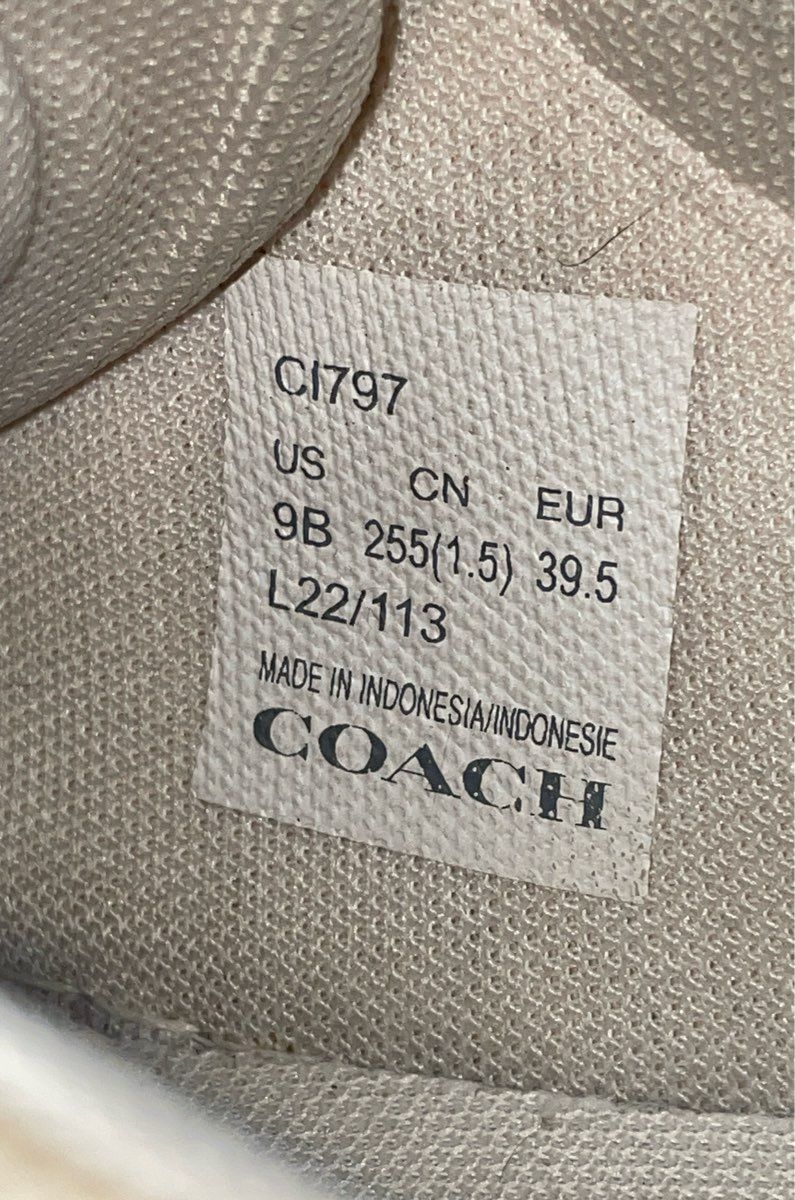 CI797
US CN EUR
9B 255(1.5) 39.5
L22/113
MADE IN INDONESIA/INDONESIE
COACH